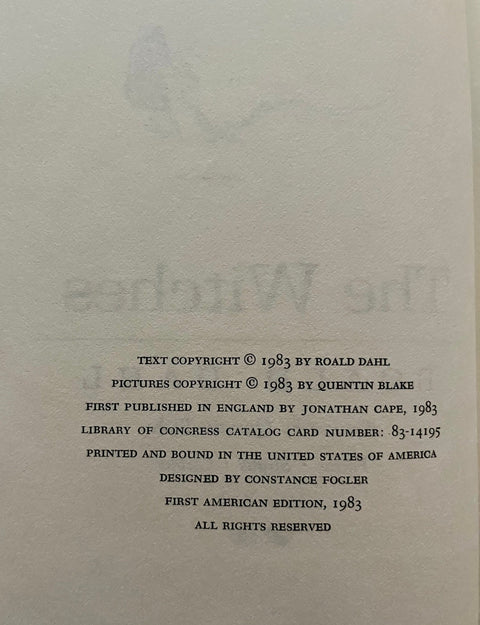 The Witches
TEXT COPYRIGHT © 1983 BY ROALD DAHL
PICTURES COPYRIGHT © 1983 BY QUENTIN BLAKE
FIRST PUBLISHED IN ENGLAND BY JONATHAN CAPE, 1983
LIBRARY OF CONGRESS CATALOG CARD NUMBER: 83-14195
PRINTED AND BOUND IN THE UNITED STATES OF AMERICA
DESIGNED BY CONSTANCE FOGLER
FIRST AMERICAN EDITION, 1983
ALL RIGHTS RESERVED